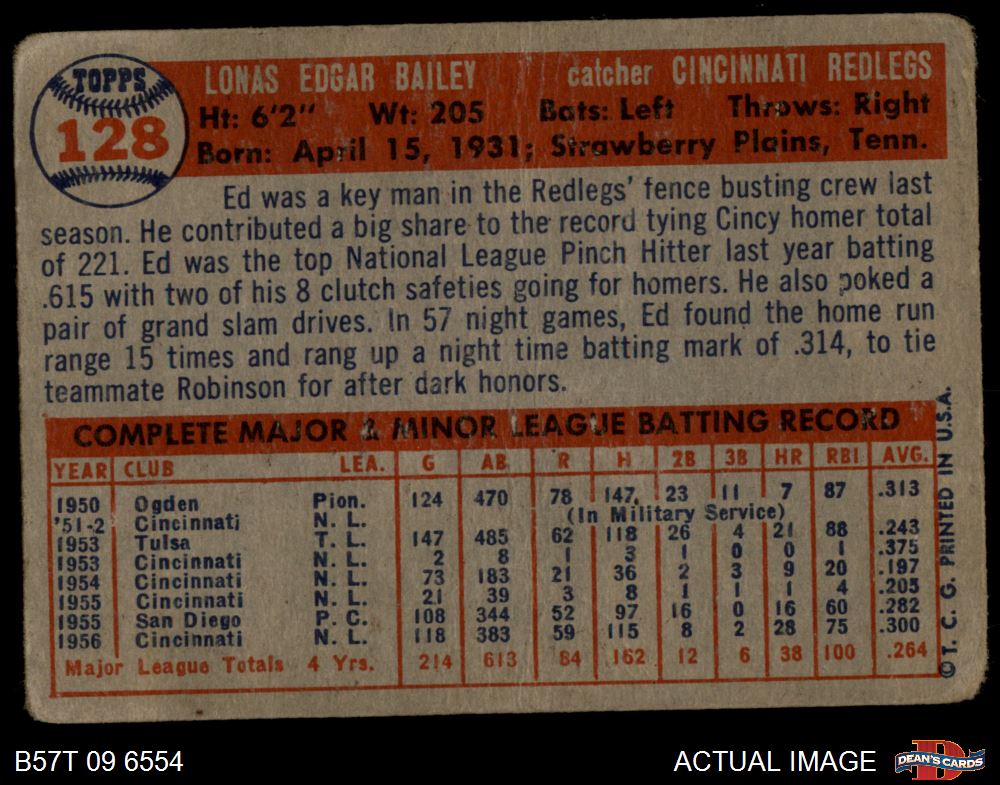 TOPPS
128
LONAS EDGAR BAILEY catcher CINCINNATI REDLEGS
Ht: 6'2" Wt: 205 Bats: Left Throws: Right
Born: April 15, 1931; Strawberry Plains, Tenn.
Ed was a key man in the Redlegs' fence busting crew last
season. He contributed a big share to the record tying Cincy homer total
of 221. Ed was the top National League Pinch Hitter last year batting
.615 with two of his 8 clutch safeties going for homers. He also poked a
pair of grand slam drives. In 57 night games, Ed found the home run
range 15 times and rang up a night time batting mark of .314, to tie
teammate Robinson for after dark honors.
COMPLETE MAJOR & MINOR LEAGUE BATTING RECORD
YEAR CLUB LEA. G AB R H 2B 3B HR RBI AVG.
1950 Ogden Pion. 124 470 78 147 23 11 7 87 .313
'51-2 Cincinnati N. L. (In Military Service)
1953 Tulsa T. L. 147 485 62 118 26 4 21 88 .243
1953 Cincinnati N. L. 2 8 1 3 1 0 0 1 .375
1954 Cincinnati N. L. 73 183 21 36 2 3 9 20 .197
1955 Cincinnati N. L. 21 39 3 8 1 1 1 4 .205
1955 San Diego P. C. 108 344 52 97 16 0 16 60 .282
1956 Cincinnati N. L. 118 383 59 115 8 2 28 75 .300
Major League Totals 4 Yrs. 214 613 84 162 12 6 38 100 .264
© T. C. G. PRINTED IN U.S.A.
B57T 09 6554 ACTUAL IMAGE DEAN'S CARDS